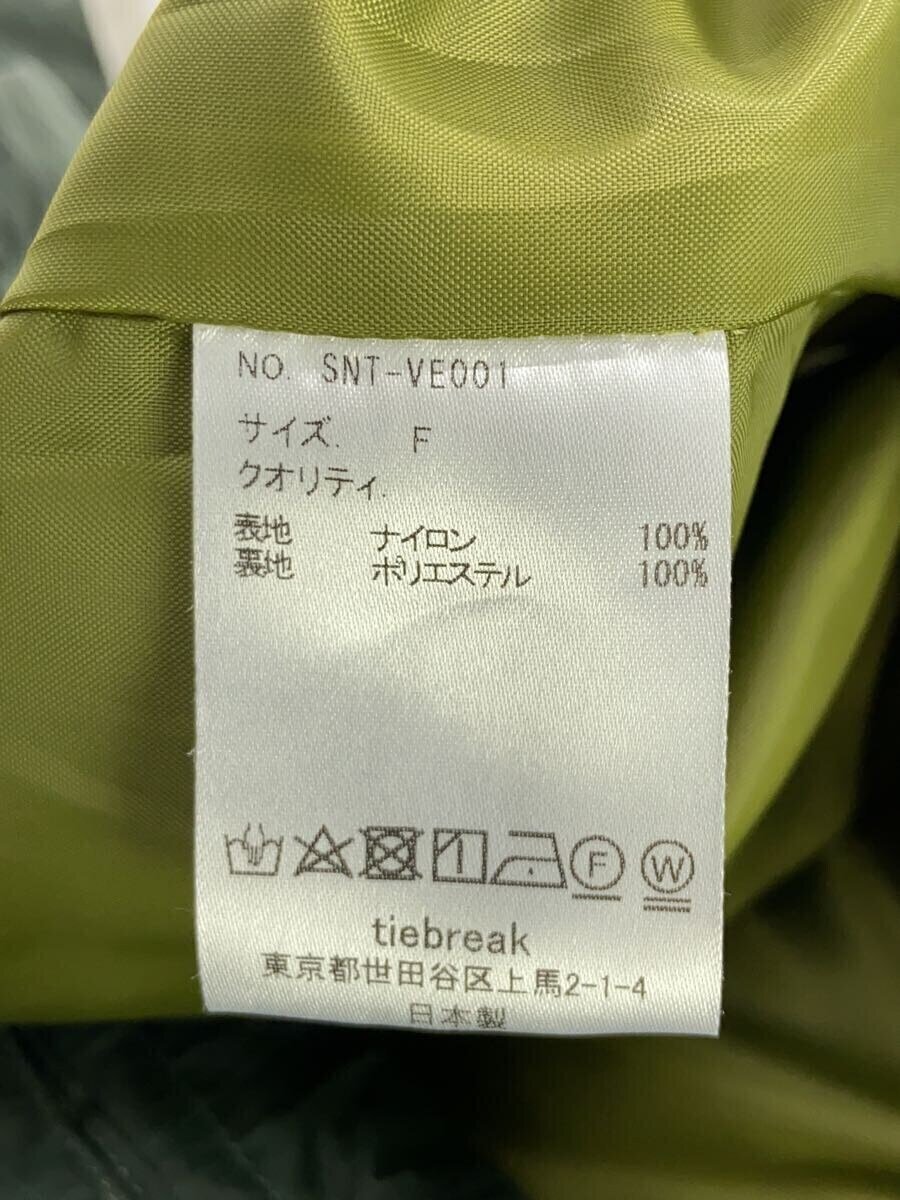 NO. SNT-VE001
サイズ. F
クオリティ.
表地 ナイロン 100%
裏地 ポリエステル 100%
F W
tiebreak
東京都世田谷区上馬2-1-4
日本製